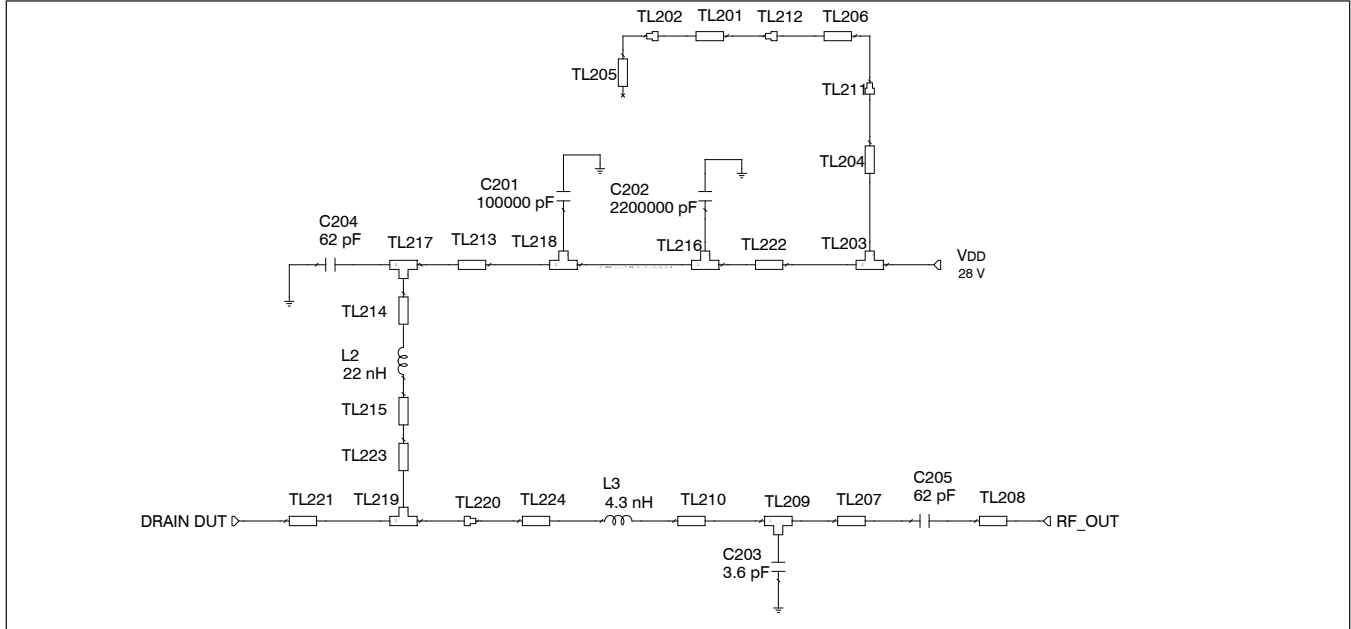 TL202 TL201 TL212 TL206
TL205
TL211
TL204
C201
100000 pF
C202
2200000 pF
C204
62 pF
TL217 TL213 TL218 TL216 TL222 TL203
VDD
28 V
TL214
L2
22 nH
TL215
TL223
DRAIN DUT
TL221 TL219 TL220 TL224
L3
4.3 nH
TL210 TL209 TL207
C205
62 pF
TL208
RF_OUT
C203
3.6 pF